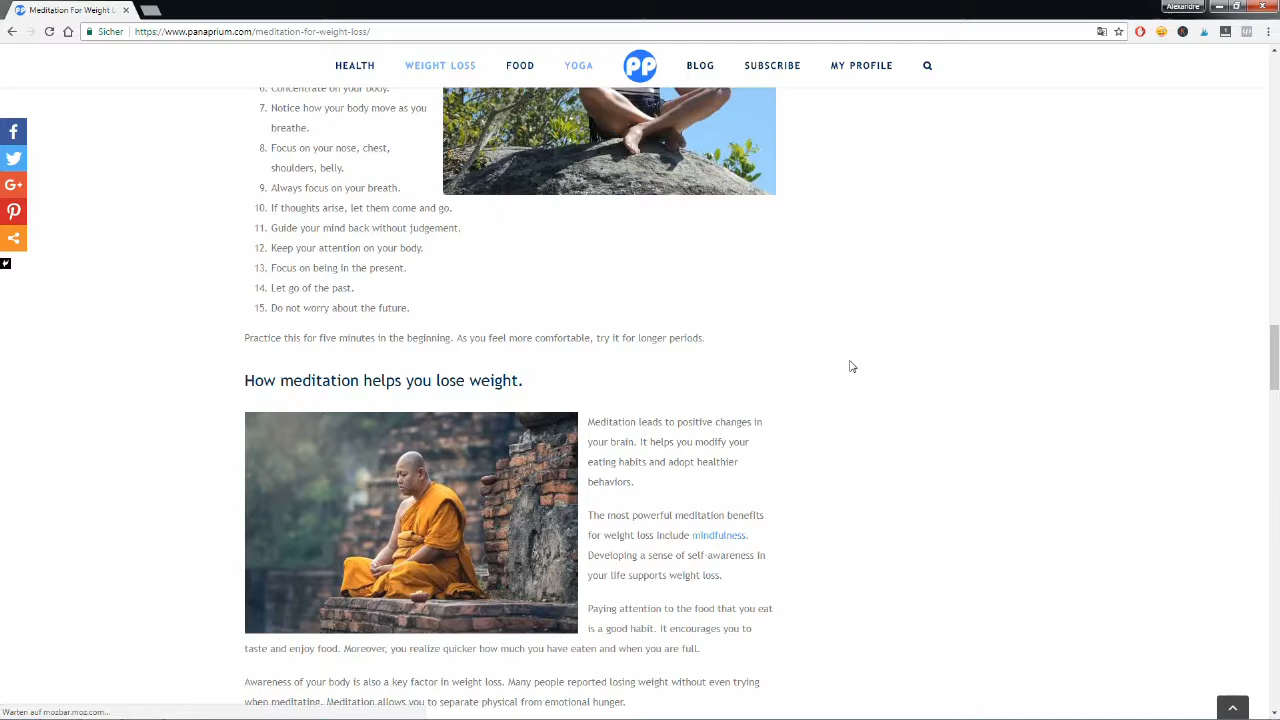 Meditation For Weight L
Alexandre
Sicher
https://www.panaprium.com/meditation-for-weight-loss/
HEALTH WEIGHT LOSS FOOD YOGA PP BLOG SUBSCRIBE MY PROFILE
6. Concentrate on your body.
7. Notice how your body move as you
breathe.
8. Focus on your nose, chest,
shoulders, belly.
9. Always focus on your breath.
10. If thoughts arise, let them come and go.
11. Guide your mind back without judgement.
12. Keep your attention on your body.
13. Focus on being in the present.
14. Let go of the past.
15. Do not worry about the future.
Practice this for five minutes in the beginning. As you feel more comfortable, try it for longer periods.
How meditation helps you lose weight.
Meditation leads to positive changes in
your brain. It helps you modify your
eating habits and adopt healthier
behaviors.
The most powerful meditation benefits
for weight loss include mindfulness.
Developing a sense of self-awareness in
your life supports weight loss.
Paying attention to the food that you eat
is a good habit. It encourages you to
taste and enjoy food. Moreover, you realize quicker how much you have eaten and when you are full.
Awareness of your body is also a key factor in weight loss. Many people reported losing weight without even trying
when meditating. Meditation allows you to separate physical from emotional hunger.
Warten auf mozbar.moz.com...